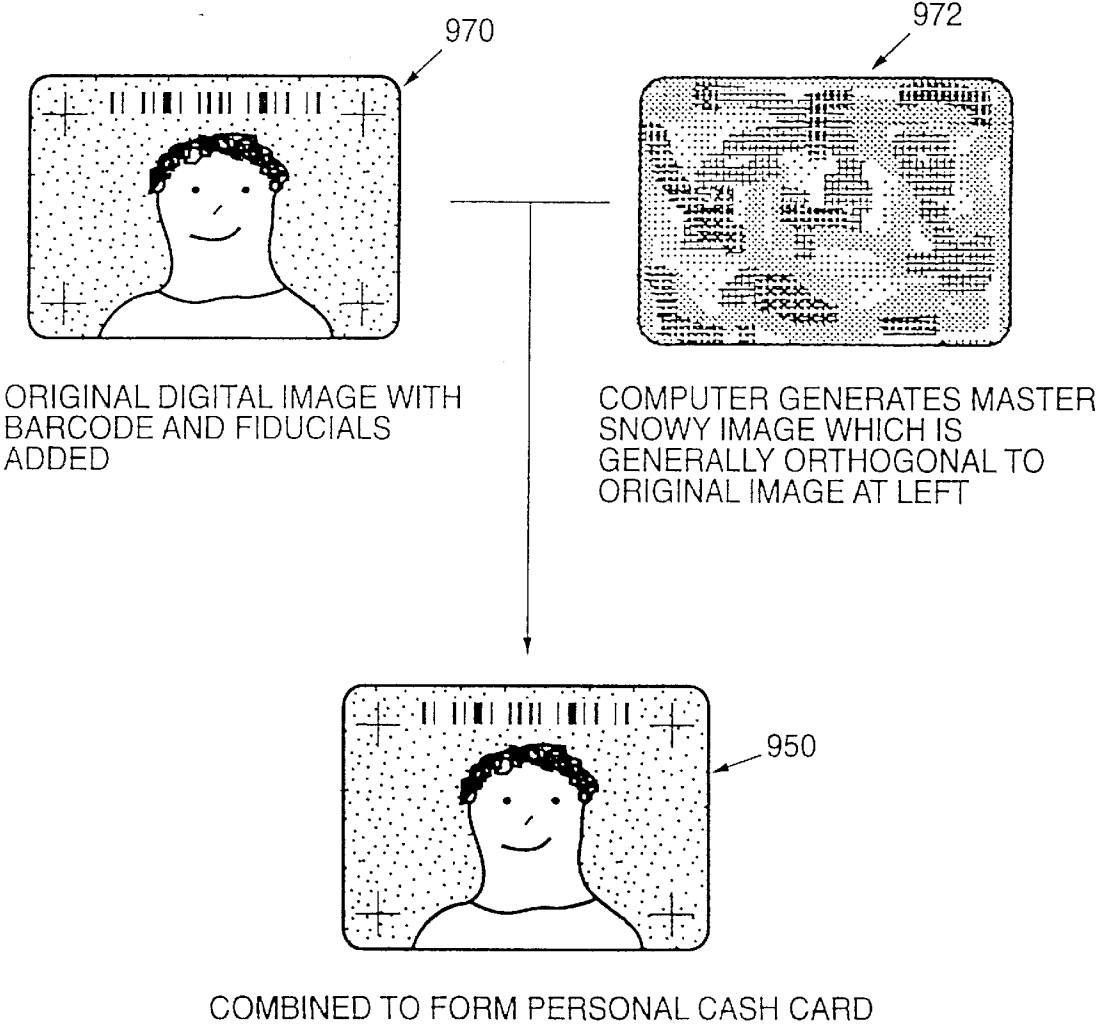 970
972
ORIGINAL DIGITAL IMAGE WITH
BARCODE AND FIDUCIALS
ADDED
COMPUTER GENERATES MASTER
SNOWY IMAGE WHICH IS
GENERALLY ORTHOGONAL TO
ORIGINAL IMAGE AT LEFT
950
COMBINED TO FORM PERSONAL CASH CARD